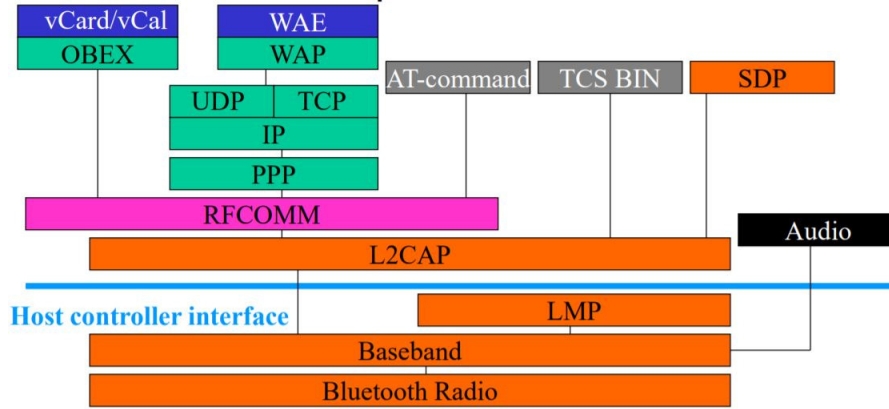 vCard/vCal
WAE
OBEX
WAP
AT-command
TCS BIN
SDP
UDP
TCP
IP
PPP
RFCOMM
Audio
L2CAP
Host controller interface
LMP
Baseband
Bluetooth Radio